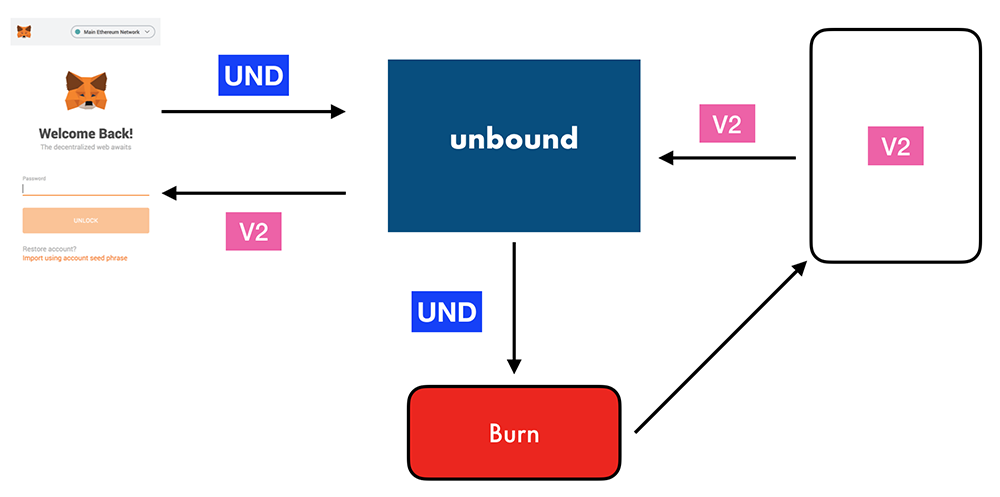 Main Ethereum Network
Welcome Back!
The decentralized web awaits
Password
UNLOCK
Restore account?
Import using account seed phrase
UND
V2
unbound
V2
V2
UND
Burn